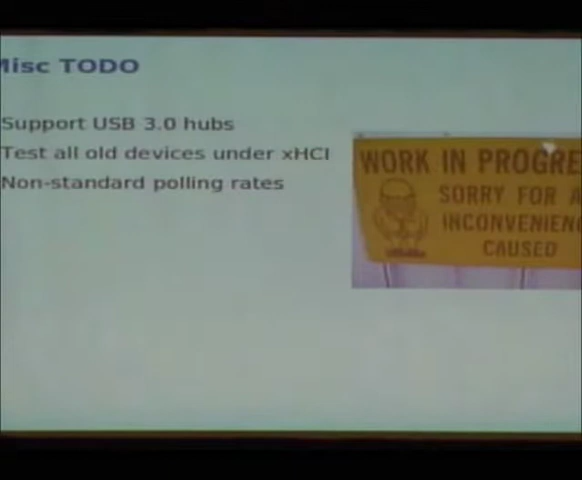 Misc TODO
Support USB 3.0 hubs
Test all old devices under xHCI
Non-standard polling rates
WORK IN PROGRE
SORRY FOR A
INCONVENIEN
CAUSED